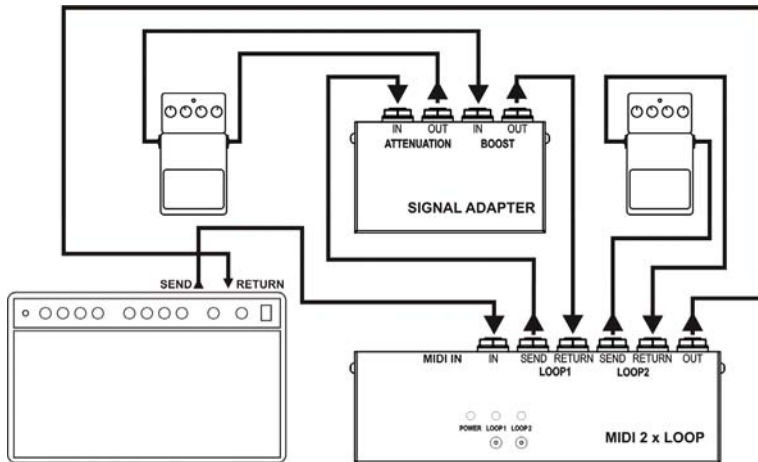 IN OUT IN OUT
ATTENUATION BOOST
SIGNAL ADAPTER
SEND RETURN
MIDI IN IN SEND RETURN SEND RETURN OUT
LOOP1 LOOP2
POWER LOOP1 LOOP2
MIDI 2 x LOOP